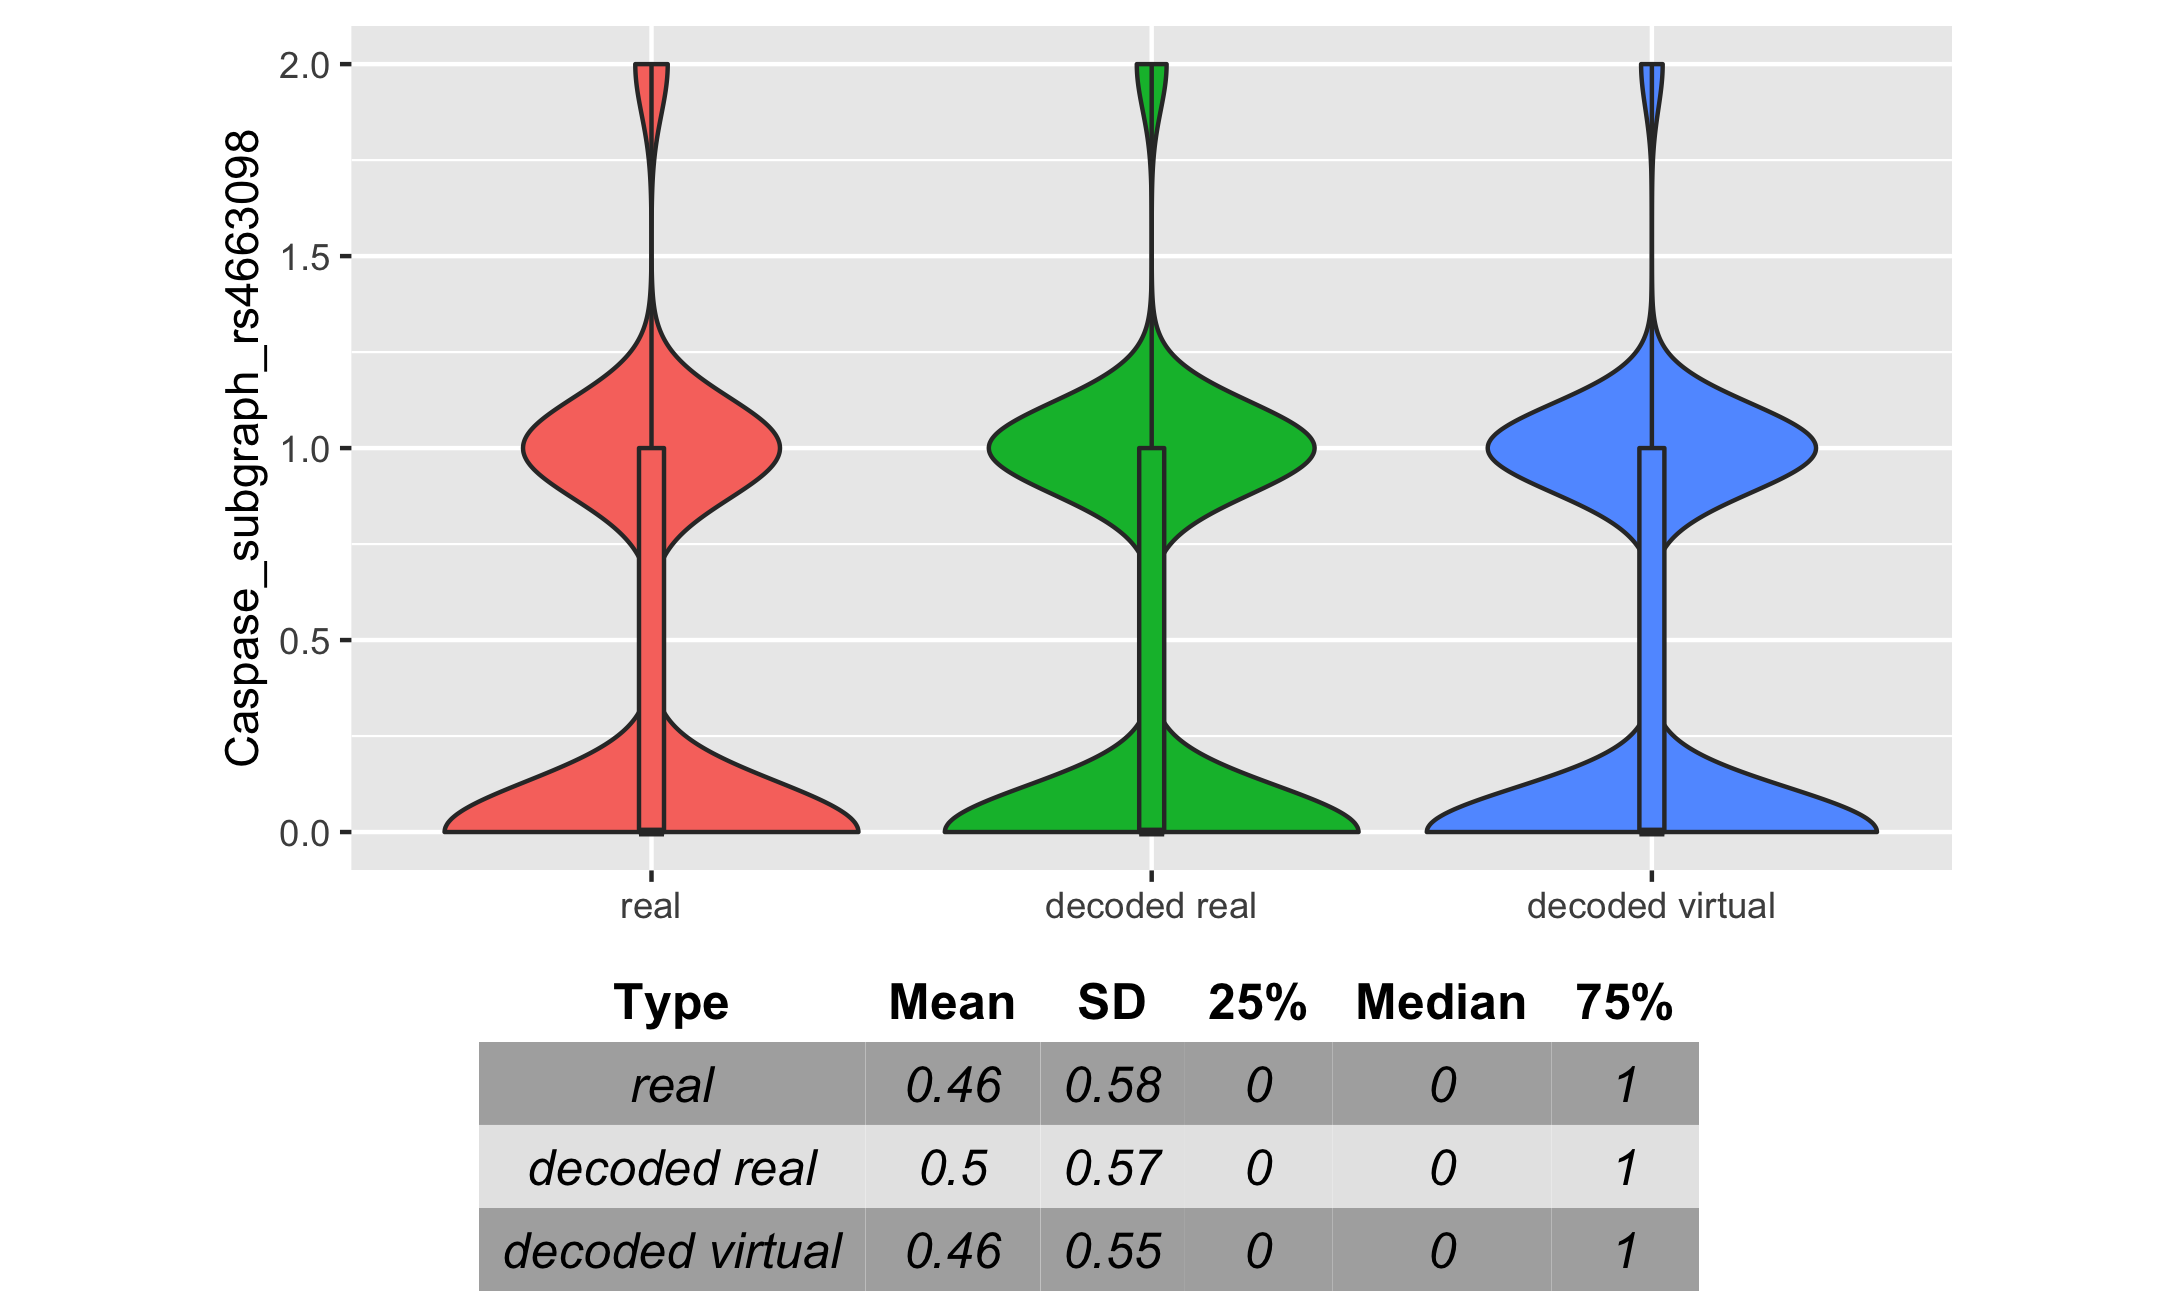 Caspase_subgraph_rs4663098
2.0
1.5
1.0
0.5
0.0
real decoded real decoded virtual
Type Mean SD 25% Median 75%
real 0.46 0.58 0 0 1
decoded real 0.5 0.57 0 0 1
decoded virtual 0.46 0.55 0 0 1